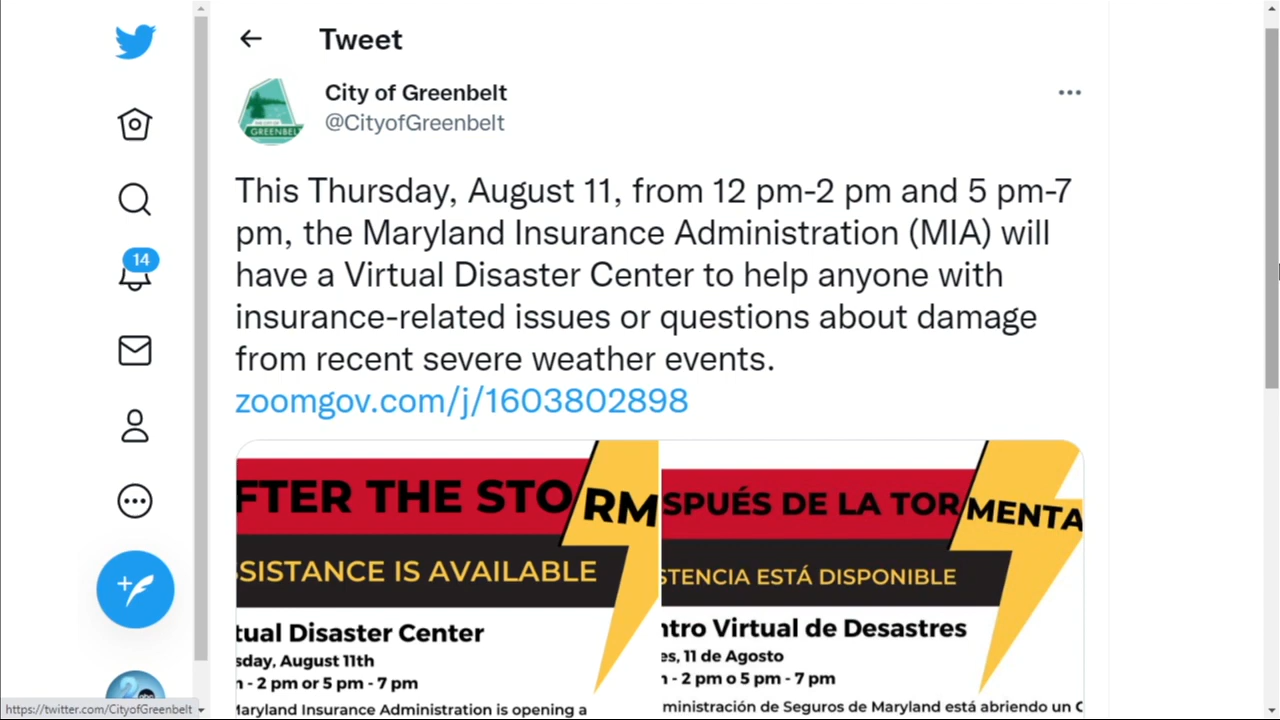 Tweet
City of Greenbelt
@CityofGreenbelt
GREENBELT
This Thursday, August 11, from 12 pm-2 pm and 5 pm-7
pm, the Maryland Insurance Administration (MIA) will
have a Virtual Disaster Center to help anyone with
insurance-related issues or questions about damage
from recent severe weather events.
zoomgov.com/j/1603802898
14
FTER THE STORM
SSISTANCE IS AVAILABLE
tual Disaster Center
sday, August 11th
n - 2 pm or 5 pm - 7 pm
Maryland Insurance Administration is opening a
SPUÉS DE LA TORMENTA
STENCIA ESTÁ DISPONIBLE
ntro Virtual de Desastres
es, 11 de Agosto
n - 2 pm o 5 pm - 7 pm
ministración de Seguros de Maryland está abriendo un C
https://twitter.com/CityofGreenbelt